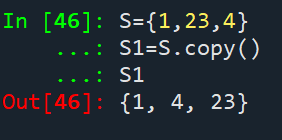 In [46]: S={1,23,4}
...: S1=S.copy()
...: S1
Out[46]: {1, 4, 23}